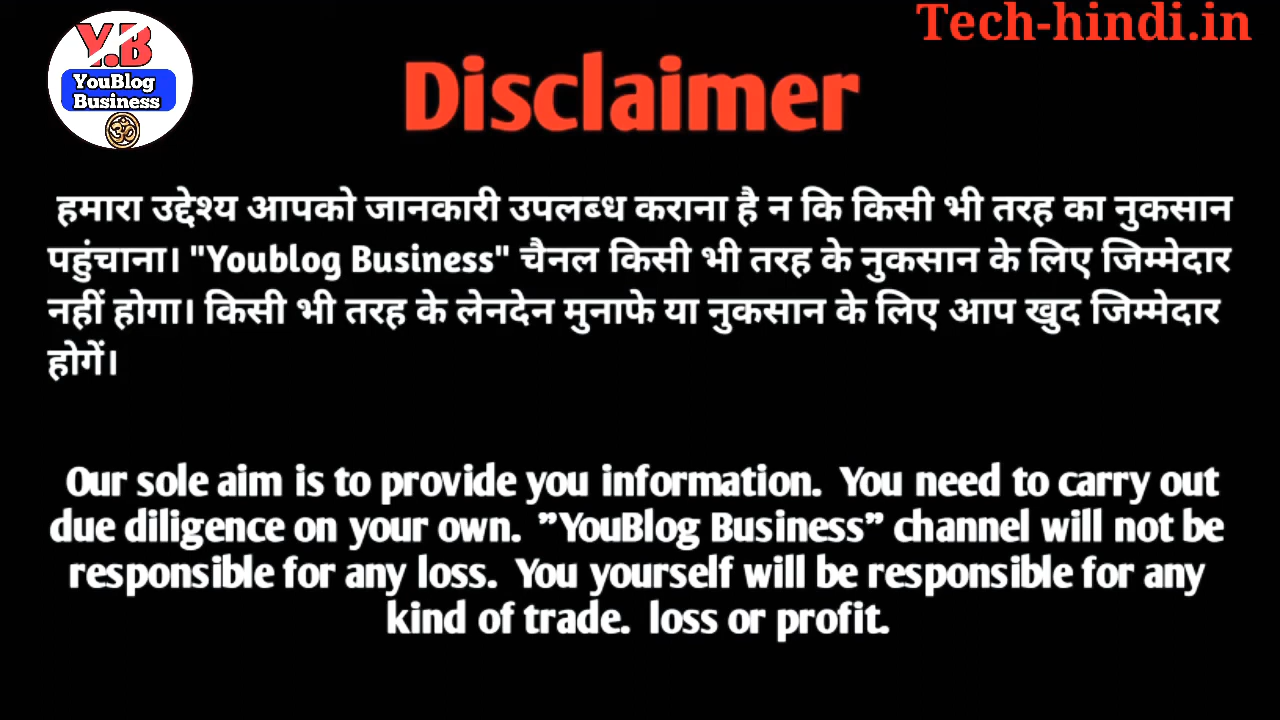 Y.B
YouBlog
Business
ॐ
Tech-hindi.in
Disclaimer
हमारा उद्देश्य आपको जानकारी उपलब्ध कराना है न कि किसी भी तरह का नुकसान
पहुंचाना। "Youblog Business" चैनल किसी भी तरह के नुकसान के लिए जिम्मेदार
नहीं होगा। किसी भी तरह के लेनदेन मुनाफे या नुकसान के लिए आप खुद जिम्मेदार
होगें।
Our sole aim is to provide you information. You need to carry out
due diligence on your own. ”YouBlog Business” channel will not be
responsible for any loss. You yourself will be responsible for any
kind of trade. loss or profit.